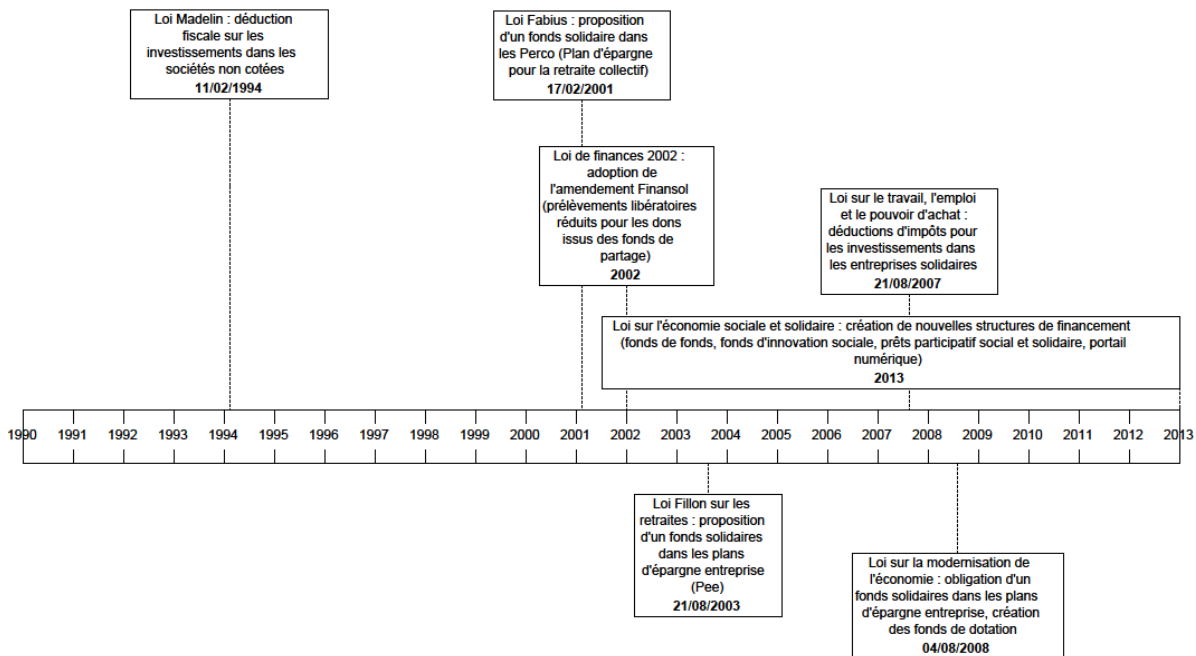 Loi Madelin : déduction
fiscale sur les
investissements dans les
sociétés non cotées
11/02/1994
Loi Fabius : proposition
d'un fonds solidaire dans
les Perco (Plan d'épargne
pour la retraite collectif)
17/02/2001
Loi de finances 2002 :
adoption de
l'amendement Finansol
(prélèvements libératoires
réduits pour les dons
issus des fonds de
partage)
2002
Loi sur le travail, l'emploi
et le pouvoir d'achat :
déductions d'impôts pour
les investissements dans
les entreprises solidaires
21/08/2007
Loi sur l'économie sociale et solidaire : création de nouvelles structures de financement
(fonds de fonds, fonds d'innovation sociale, prêts participatif social et solidaire, portail
numérique)
2013
1990 1991 1992 1993 1994 1995 1996 1997 1998 1999 2000 2001 2002 2003 2004 2005 2006 2007 2008 2009 2010 2011 2012 2013
Loi Fillon sur les
retraites : proposition
d'un fonds solidaires
dans les plans
d'épargne entreprise
(Pee)
21/08/2003
Loi sur la modernisation de
l'économie : obligation d'un
fonds solidaires dans les plans
d'épargne entreprise, création
des fonds de dotation
04/08/2008